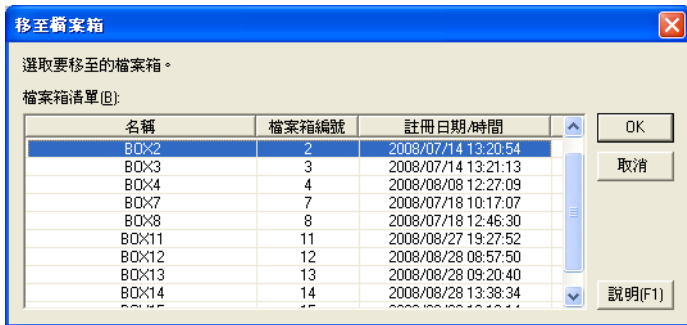 移至檔案箱
選取要移至的檔案箱。
檔案箱清單(B):
名稱 檔案箱編號 註冊日期/時間
BOX2 2 2008/07/14 13:20:54
BOX3 3 2008/07/14 13:21:13
BOX4 4 2008/08/08 12:27:09
BOX7 7 2008/07/18 10:17:07
BOX8 8 2008/07/18 12:46:30
BOX11 11 2008/08/27 19:27:52
BOX12 12 2008/08/28 08:57:50
BOX13 13 2008/08/28 09:20:40
BOX14 14 2008/08/28 13:38:34
OK
取消
說明(F1)